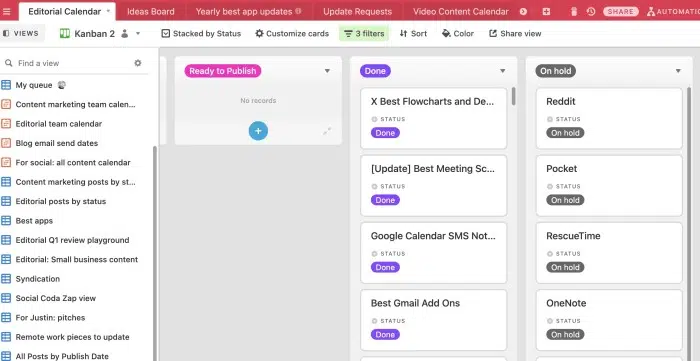 Editorial Calendar
Ideas Board
Yearly best app updates
Update Requests
Video Content Calendar
SHARE
AUTOMATIC
VIEWS
Kanban 2
Stacked by Status
Customize cards
3 filters
Sort
Color
Share view
Find a view
My queue
Content marketing team calen...
Editorial team calendar
Blog email send dates
For social: all content calendar
Content marketing posts by st...
Editorial posts by status
Best apps
Editorial Q1 review playground
Editorial: Small business content
Syndication
Social Coda Zap view
For Justin: pitches
Remote work pieces to update
All Posts by Publish Date
Ready to Publish
No records
Done
X Best Flowcharts and De...
STATUS
Done
[Update] Best Meeting Sc...
STATUS
Done
Google Calendar SMS Not...
STATUS
Done
Best Gmail Add Ons
STATUS
Done
On hold
Reddit
STATUS
On hold
Pocket
STATUS
On hold
RescueTime
STATUS
On hold
OneNote
STATUS
On hold